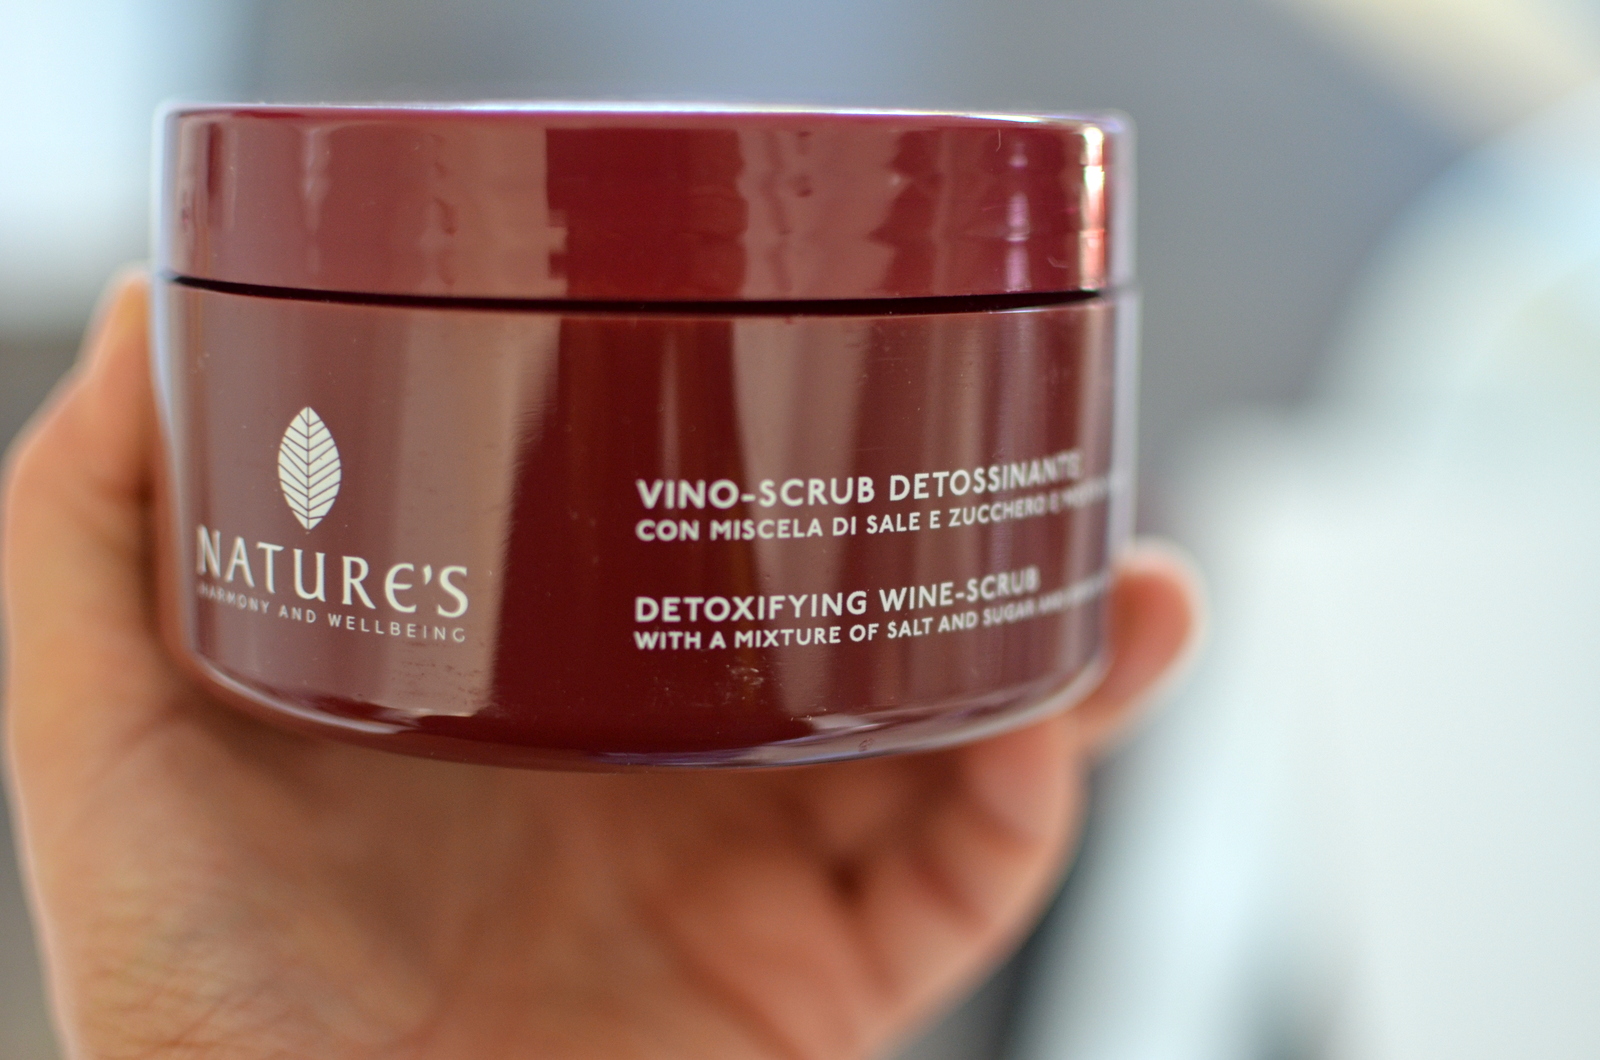 NATURE'S
HARMONY AND WELLBEING
VINO-SCRUB DETOSSINANTE
CON MISCELA DI SALE E ZUCCHERO E
DETOXIFYING WINE-SCRUB
WITH A MIXTURE OF SALT AND SUGAR AND